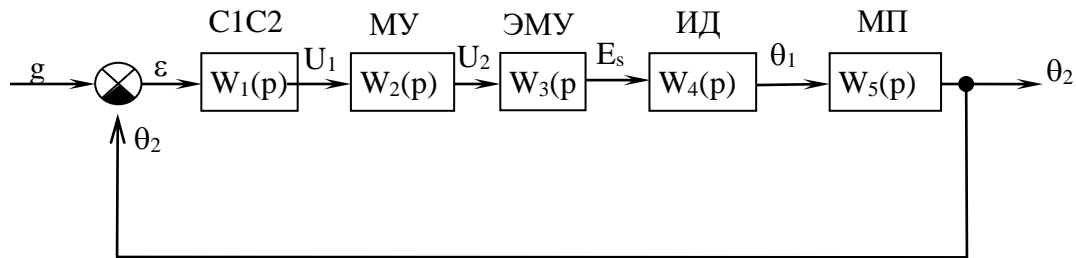 С1С2 МУ ЭМУ ИД МП
g ε W₁(p) U₁ W₂(p) U₂ W₃(p Eₛ W₄(p) θ₁ W₅(p) θ₂
θ₂